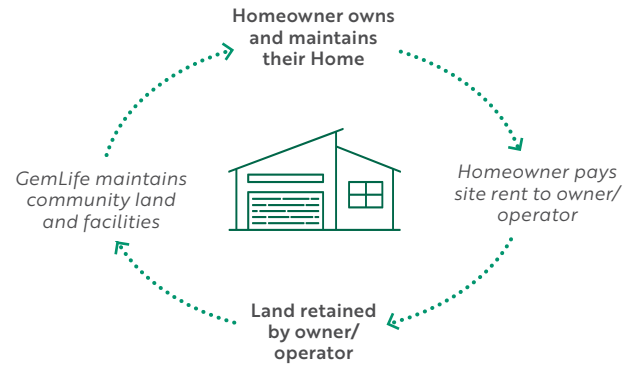 Homeowner owns
and maintains
their Home
Homeowner pays
site rent to owner/
operator
Land retained
by owner/
operator
GemLife maintains
community land
and facilities